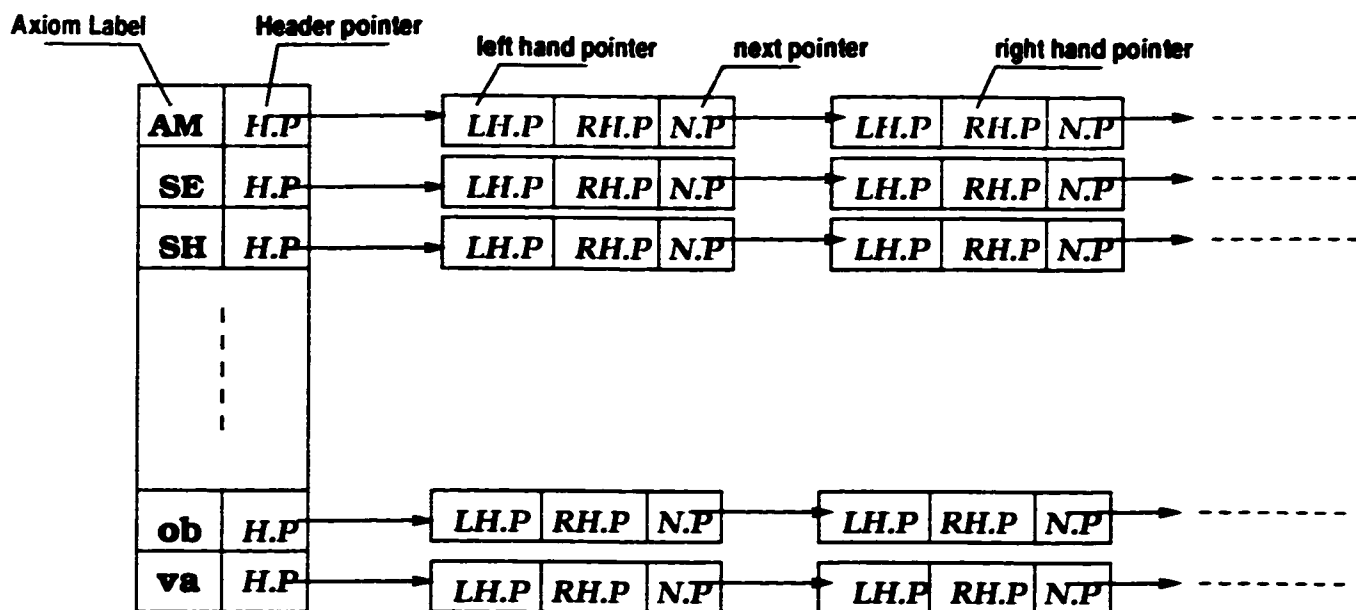 Axiom Label Header pointer left hand pointer next pointer right hand pointer
AM H.P LH.P RH.P N.P LH.P RH.P N.P
SE H.P LH.P RH.P N.P LH.P RH.P N.P
SH H.P LH.P RH.P N.P LH.P RH.P N.P
ob H.P LH.P RH.P N.P LH.P RH.P N.P
va H.P LH.P RH.P N.P LH.P RH.P N.P